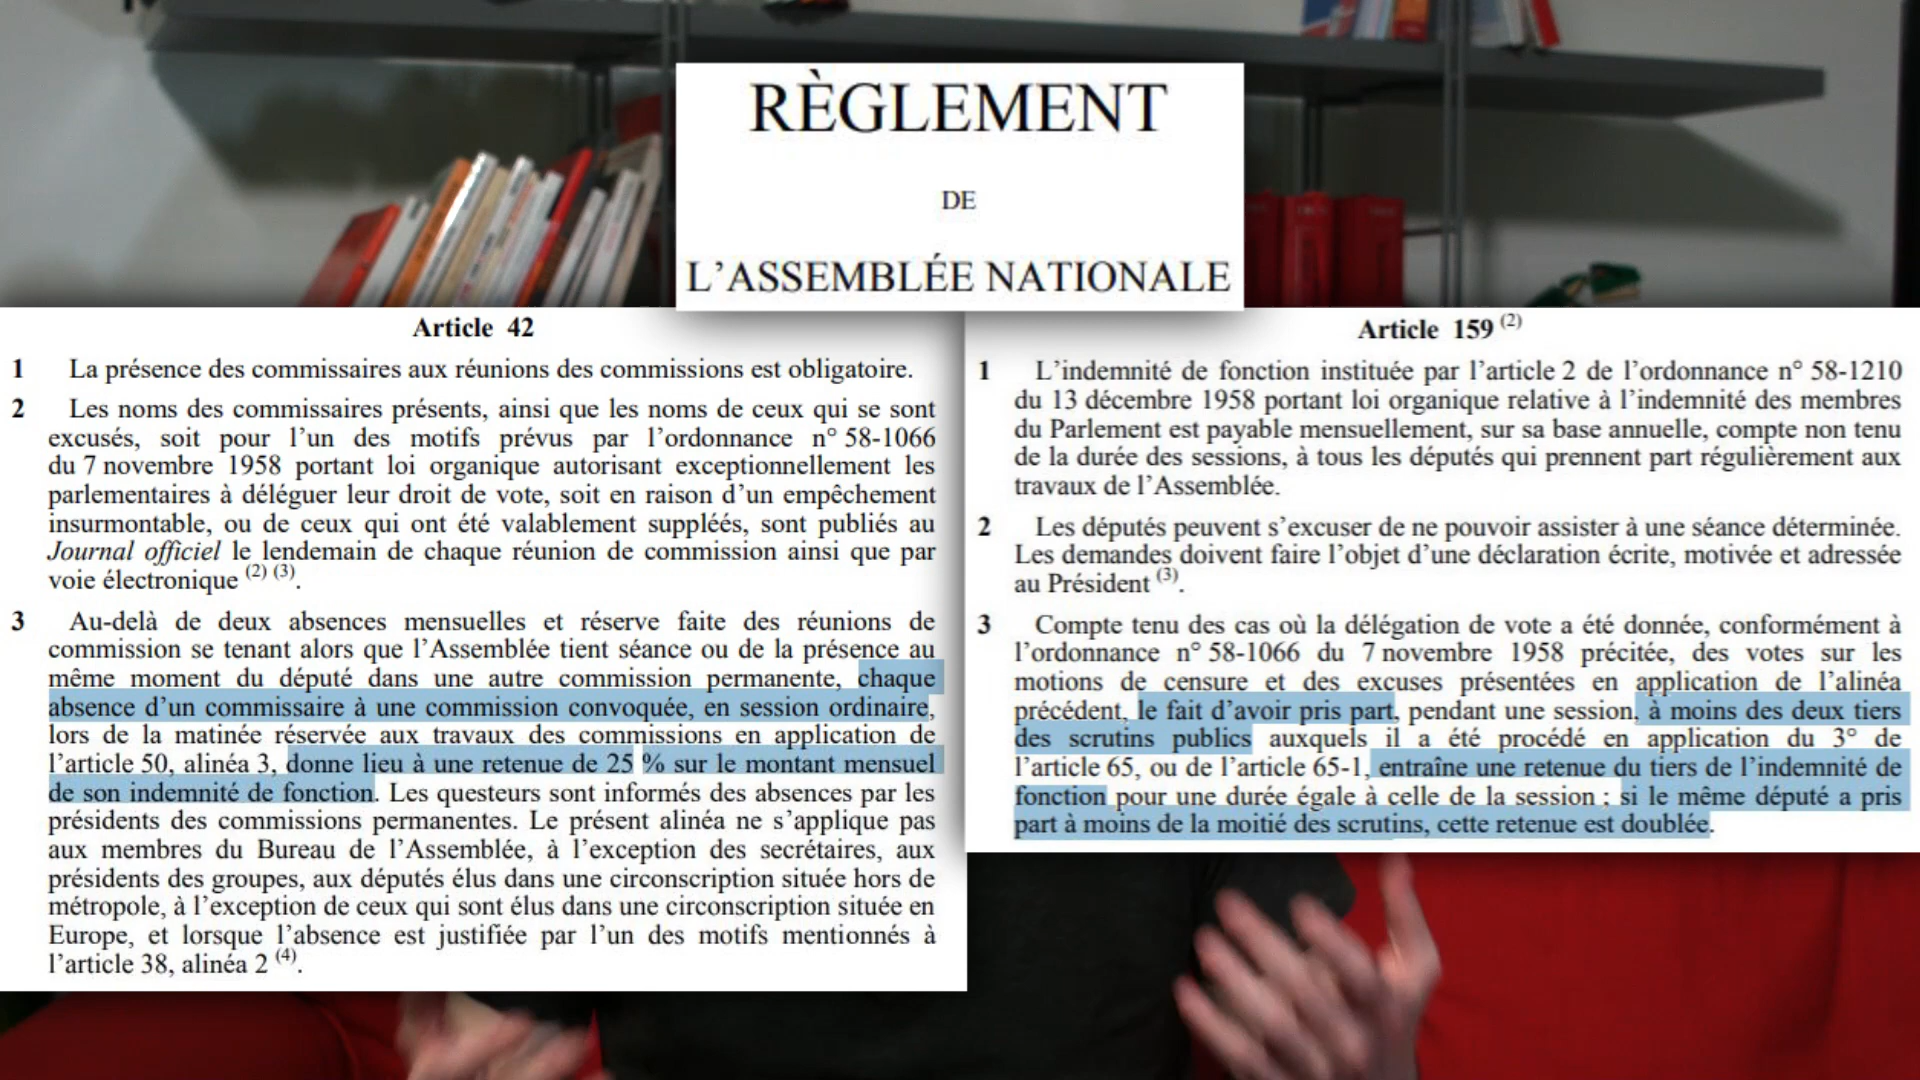 RÈGLEMENT
DE
L’ASSEMBLÉE NATIONALE
Article 42
1 La présence des commissaires aux réunions des commissions est obligatoire.
2 Les noms des commissaires présents, ainsi que les noms de ceux qui se sont
excusés, soit pour l’un des motifs prévus par l’ordonnance n° 58-1066
du 7 novembre 1958 portant loi organique autorisant exceptionnellement les
parlementaires à déléguer leur droit de vote, soit en raison d’un empêchement
insurmontable, ou de ceux qui ont été valablement suppléés, sont publiés au
Journal officiel le lendemain de chaque réunion de commission ainsi que par
voie électronique (2) (3).
3 Au-delà de deux absences mensuelles et réserve faite des réunions de
commission se tenant alors que l’Assemblée tient séance ou de la présence au
même moment du député dans une autre commission permanente, chaque
absence d’un commissaire à une commission convoquée, en session ordinaire,
lors de la matinée réservée aux travaux des commissions en application de
l’article 50, alinéa 3, donne lieu à une retenue de 25 % sur le montant mensuel
de son indemnité de fonction. Les questeurs sont informés des absences par les
présidents des commissions permanentes. Le présent alinéa ne s’applique pas
aux membres du Bureau de l’Assemblée, à l’exception des secrétaires, aux
présidents des groupes, aux députés élus dans une circonscription située hors de
métropole, à l’exception de ceux qui sont élus dans une circonscription située en
Europe, et lorsque l’absence est justifiée par l’un des motifs mentionnés à
l’article 38, alinéa 2 (4).
Article 159 (2)
1 L’indemnité de fonction instituée par l’article 2 de l’ordonnance n° 58-1210
du 13 décembre 1958 portant loi organique relative à l’indemnité des membres
du Parlement est payable mensuellement, sur sa base annuelle, compte non tenu
de la durée des sessions, à tous les députés qui prennent part régulièrement aux
travaux de l’Assemblée.
2 Les députés peuvent s’excuser de ne pouvoir assister à une séance déterminée.
Les demandes doivent faire l’objet d’une déclaration écrite, motivée et adressée
au Président (3).
3 Compte tenu des cas où la délégation de vote a été donnée, conformément à
l’ordonnance n° 58-1066 du 7 novembre 1958 précitée, des votes sur les
motions de censure et des excuses présentées en application de l’alinéa
précédent, le fait d’avoir pris part, pendant une session, à moins des deux tiers
des scrutins publics auxquels il a été procédé en application du 3° de
l’article 65, ou de l’article 65-1, entraîne une retenue du tiers de l’indemnité de
fonction pour une durée égale à celle de la session ; si le même député a pris
part à moins de la moitié des scrutins, cette retenue est doublée.